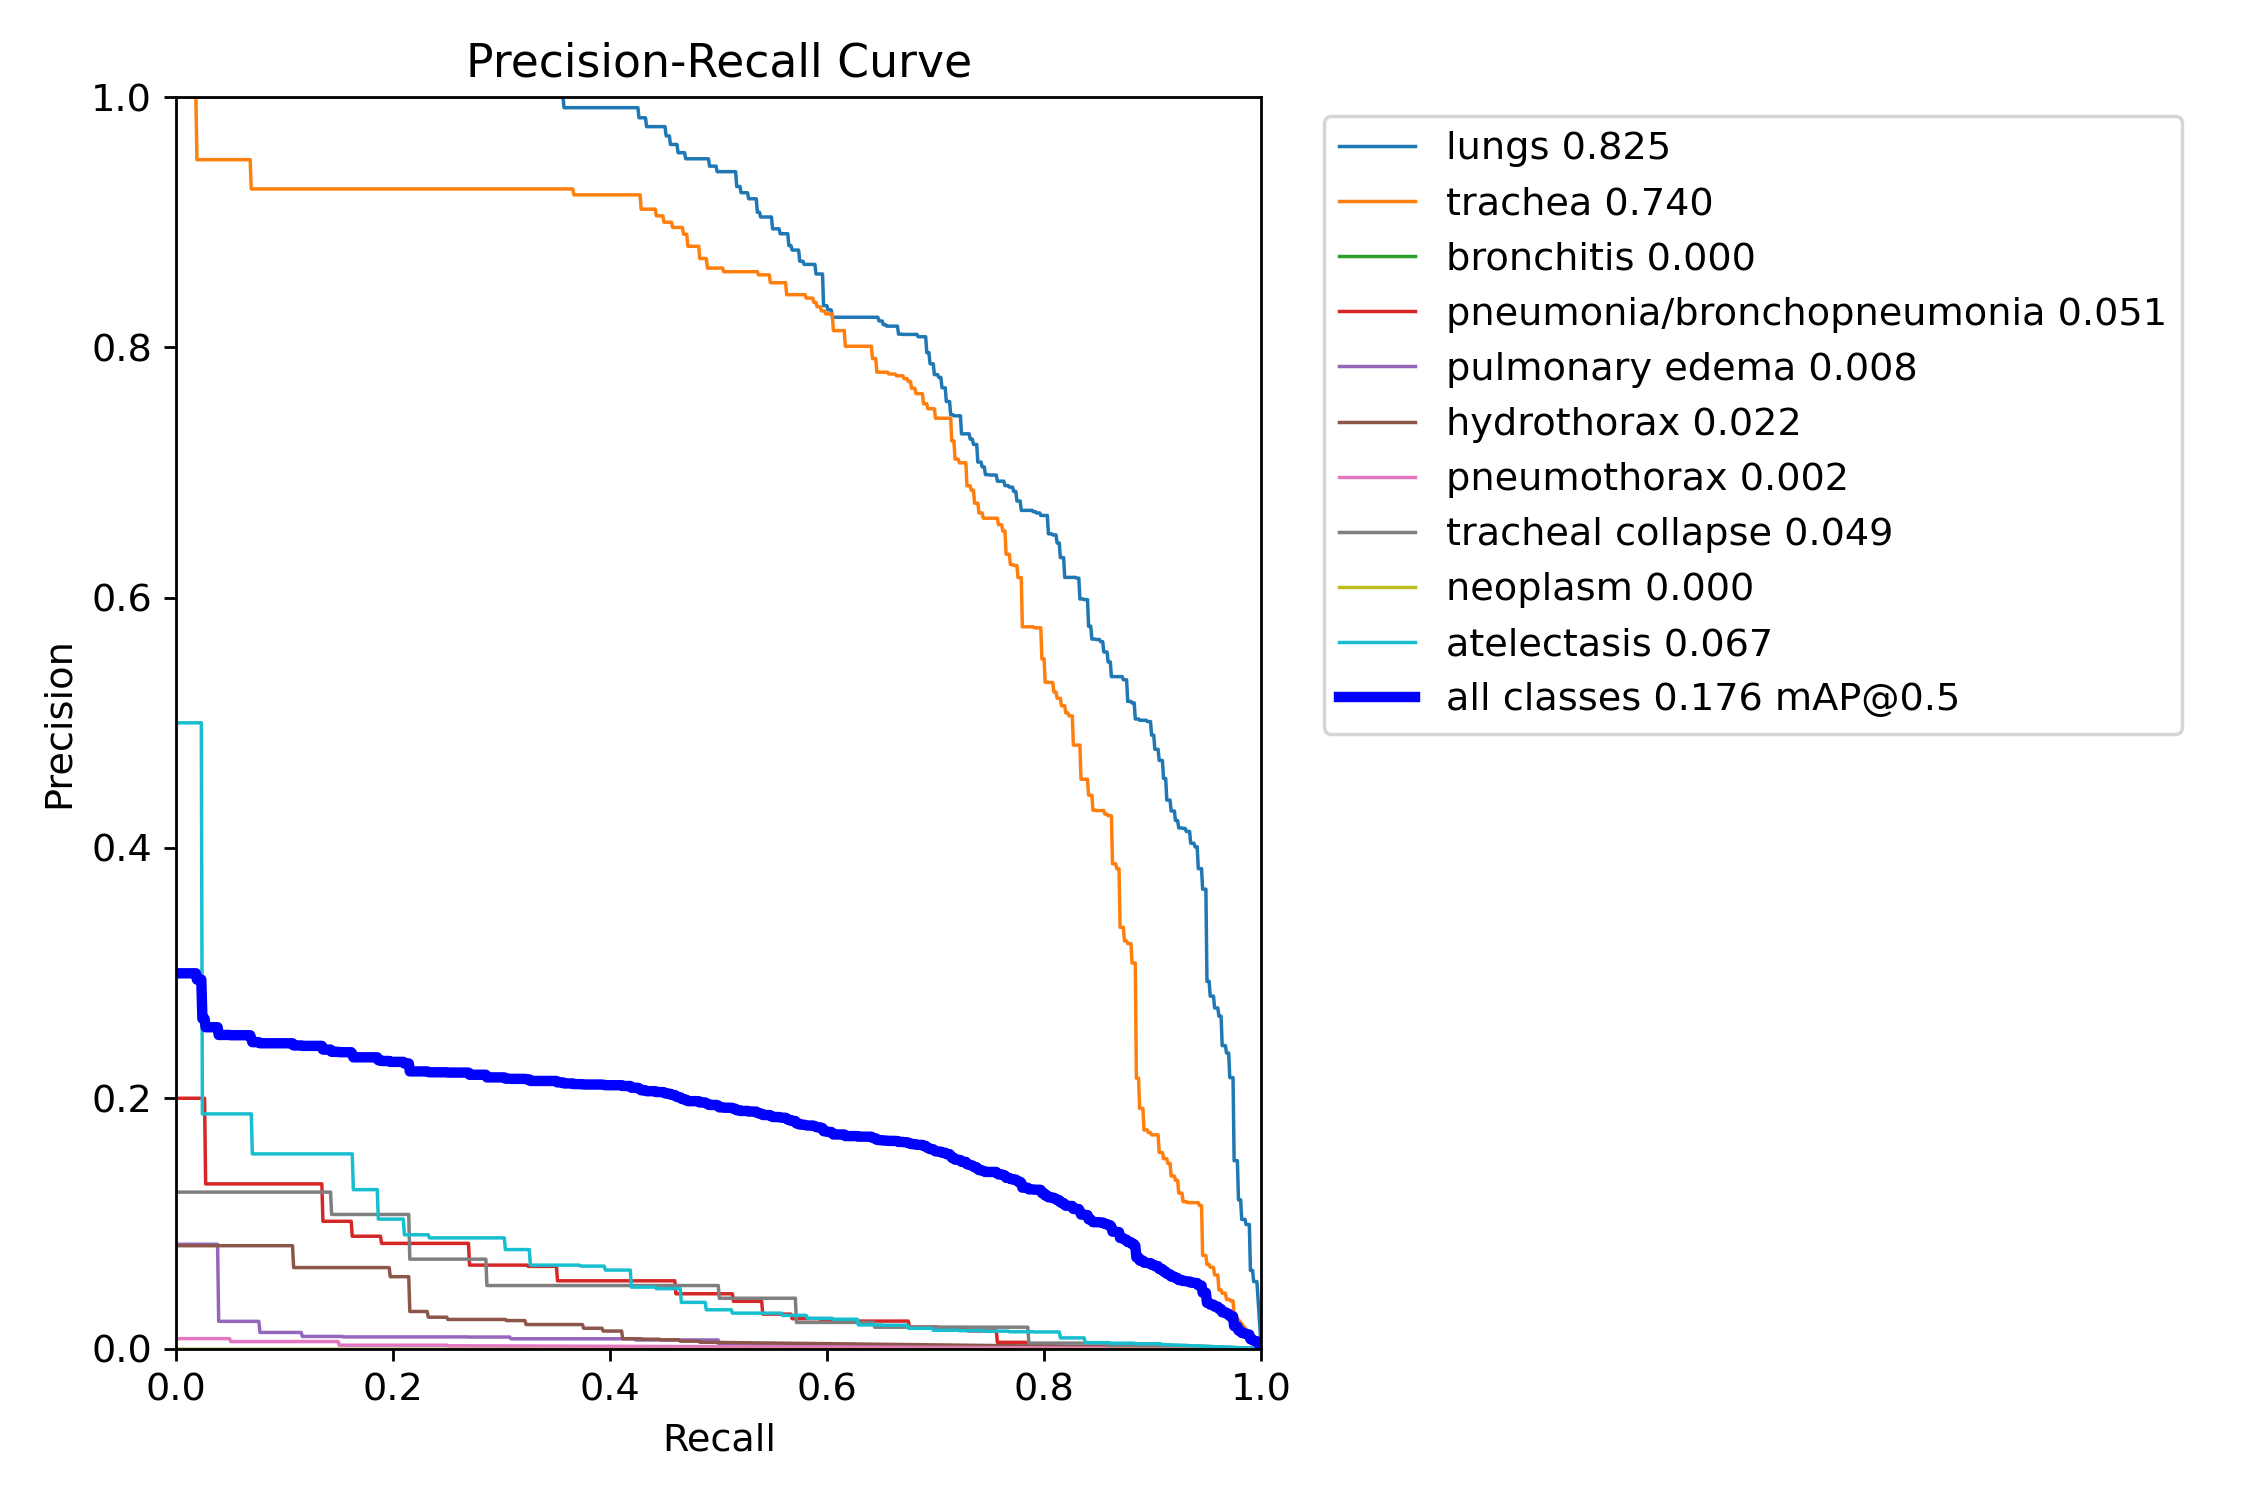 Precision-Recall Curve
1.0
0.8
0.6
0.4
0.2
0.0
Precision
0.0 0.2 0.4 0.6 0.8 1.0
Recall
lungs 0.825
trachea 0.740
bronchitis 0.000
pneumonia/bronchopneumonia 0.051
pulmonary edema 0.008
hydrothorax 0.022
pneumothorax 0.002
tracheal collapse 0.049
neoplasm 0.000
atelectasis 0.067
all classes 0.176 mAP@0.5